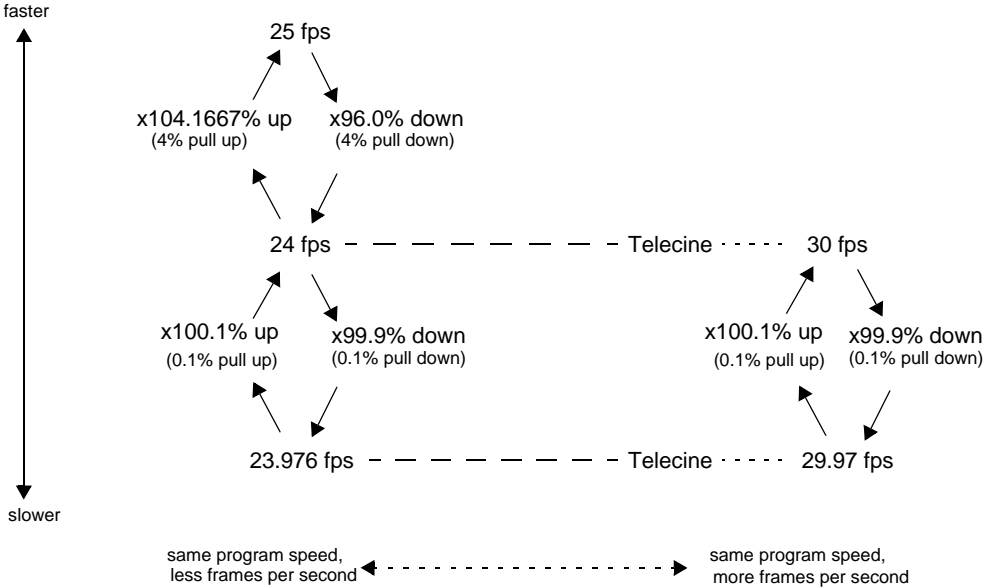 faster
25 fps
x104.1667% up
(4% pull up)
x96.0% down
(4% pull down)
24 fps
Telecine
30 fps
x100.1% up
(0.1% pull up)
x99.9% down
(0.1% pull down)
x100.1% up
(0.1% pull up)
x99.9% down
(0.1% pull down)
23.976 fps
Telecine
29.97 fps
slower
same program speed,
less frames per second
same program speed,
more frames per second